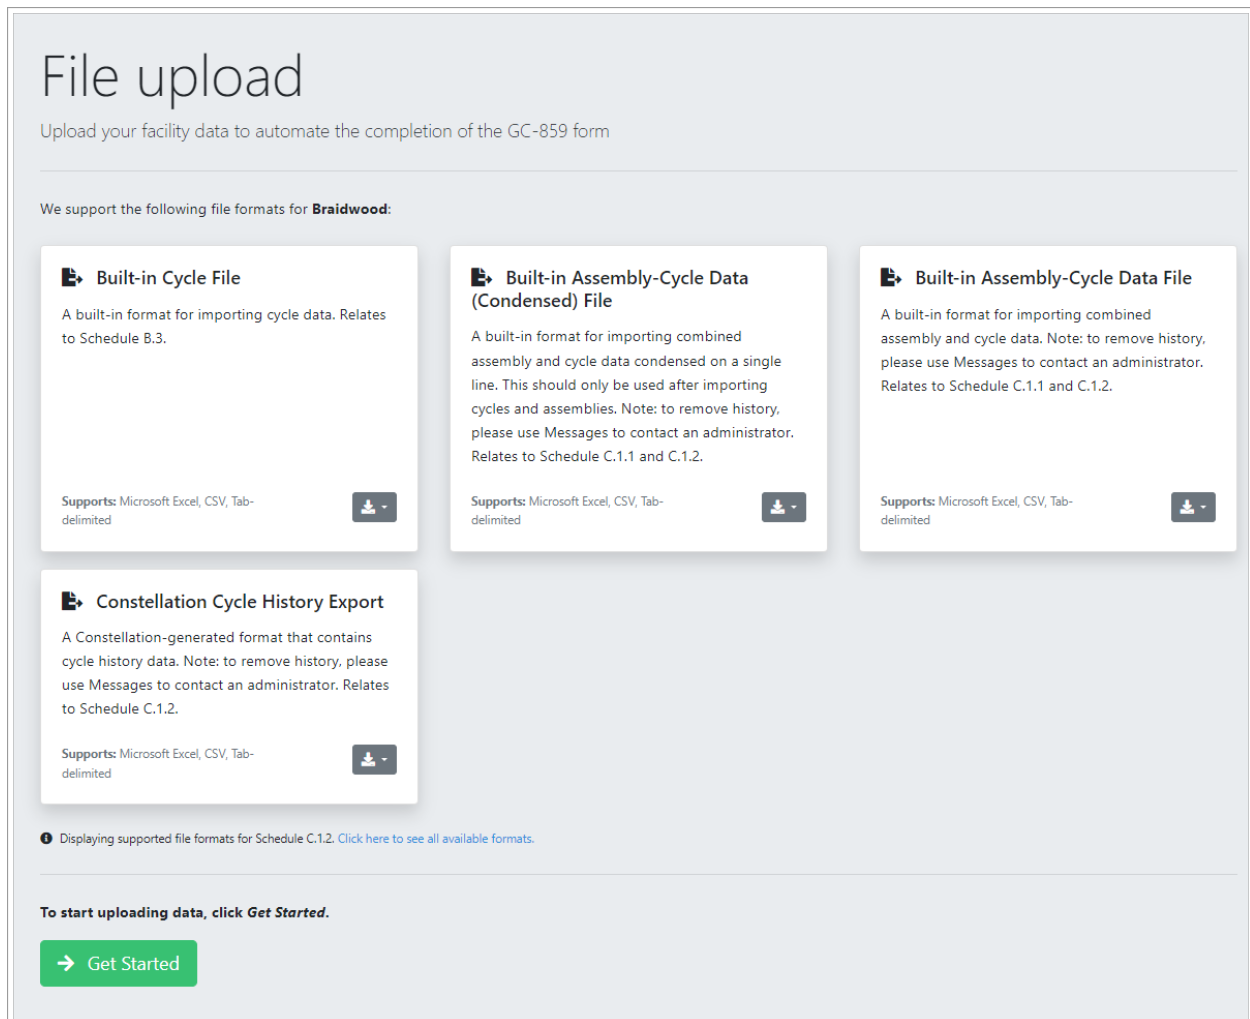 File upload
Upload your facility data to automate the completion of the GC-859 form
We support the following file formats for Braidwood:
Built-in Cycle File
A built-in format for importing cycle data. Relates
to Schedule B.3.
Supports: Microsoft Excel, CSV, Tab-
delimited
Built-in Assembly-Cycle Data
(Condensed) File
A built-in format for importing combined
assembly and cycle data condensed on a single
line. This should only be used after importing
cycles and assemblies. Note: to remove history,
please use Messages to contact an administrator.
Relates to Schedule C.1.1 and C.1.2.
Supports: Microsoft Excel, CSV, Tab-
delimited
Built-in Assembly-Cycle Data File
A built-in format for importing combined
assembly and cycle data. Note: to remove history,
please use Messages to contact an administrator.
Relates to Schedule C.1.1 and C.1.2.
Supports: Microsoft Excel, CSV, Tab-
delimited
Constellation Cycle History Export
A Constellation-generated format that contains
cycle history data. Note: to remove history, please
use Messages to contact an administrator. Relates
to Schedule C.1.2.
Supports: Microsoft Excel, CSV, Tab-
delimited
Displaying supported file formats for Schedule C.1.2. Click here to see all available formats.
To start uploading data, click Get Started.
Get Started